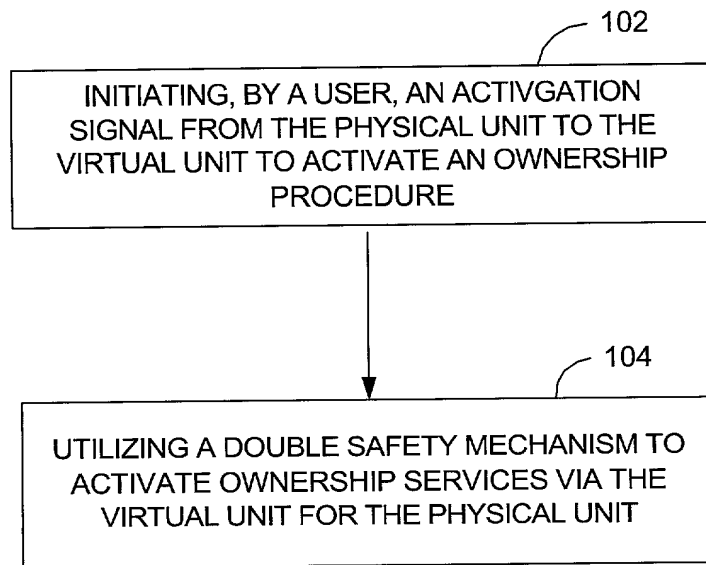 102
INITIATING, BY A USER, AN ACTIVGATION
SIGNAL FROM THE PHYSICAL UNIT TO THE
VIRTUAL UNIT TO ACTIVATE AN OWNERSHIP
PROCEDURE
104
UTILIZING A DOUBLE SAFETY MECHANISM TO
ACTIVATE OWNERSHIP SERVICES VIA THE
VIRTUAL UNIT FOR THE PHYSICAL UNIT